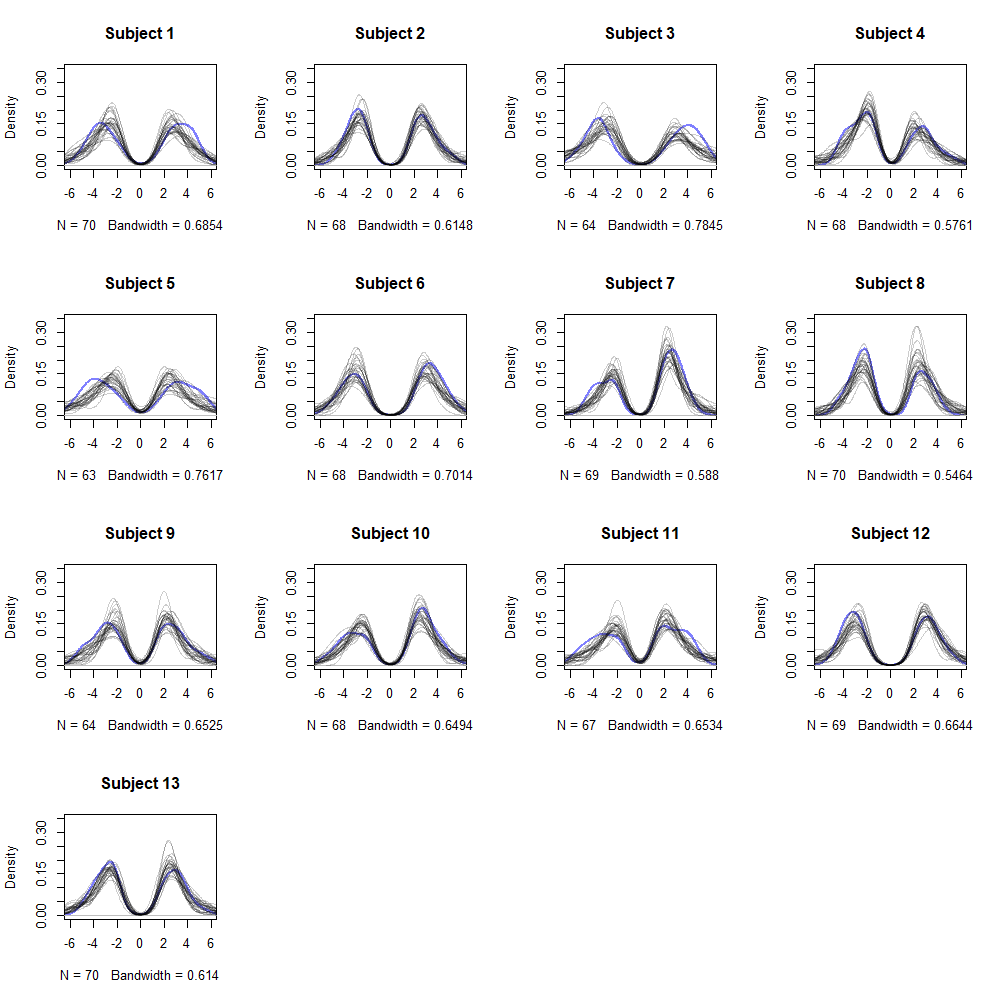 Subject 1 Subject 2 Subject 3 Subject 4
Density 0.00 0.15 0.30 Density 0.00 0.15 0.30 Density 0.00 0.15 0.30 Density 0.00 0.15 0.30
-6 -4 -2 0 2 4 6 -6 -4 -2 0 2 4 6 -6 -4 -2 0 2 4 6 -6 -4 -2 0 2 4 6
N = 70 Bandwidth = 0.6854 N = 68 Bandwidth = 0.6148 N = 64 Bandwidth = 0.7845 N = 68 Bandwidth = 0.5761
Subject 5 Subject 6 Subject 7 Subject 8
Density 0.00 0.15 0.30 Density 0.00 0.15 0.30 Density 0.00 0.15 0.30 Density 0.00 0.15 0.30
-6 -4 -2 0 2 4 6 -6 -4 -2 0 2 4 6 -6 -4 -2 0 2 4 6 -6 -4 -2 0 2 4 6
N = 63 Bandwidth = 0.7617 N = 68 Bandwidth = 0.7014 N = 69 Bandwidth = 0.588 N = 70 Bandwidth = 0.5464
Subject 9 Subject 10 Subject 11 Subject 12
Density 0.00 0.15 0.30 Density 0.00 0.15 0.30 Density 0.00 0.15 0.30 Density 0.00 0.15 0.30
-6 -4 -2 0 2 4 6 -6 -4 -2 0 2 4 6 -6 -4 -2 0 2 4 6 -6 -4 -2 0 2 4 6
N = 64 Bandwidth = 0.6525 N = 68 Bandwidth = 0.6494 N = 67 Bandwidth = 0.6534 N = 69 Bandwidth = 0.6644
Subject 13
Density 0.00 0.15 0.30
-6 -4 -2 0 2 4 6
N = 70 Bandwidth = 0.614